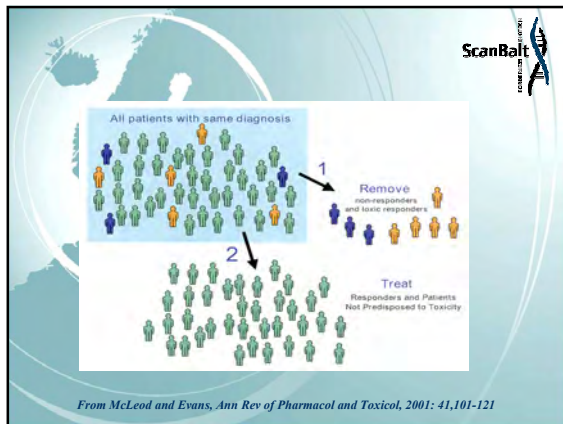 ScanBalt
All patients with same diagnosis
1
Remove
non-responders
and toxic responders
2
Treat
Responders and Patients
Not Predisposed to Toxicity
From McLeod and Evans, Ann Rev of Pharmacol and Toxicol, 2001: 41,101-121